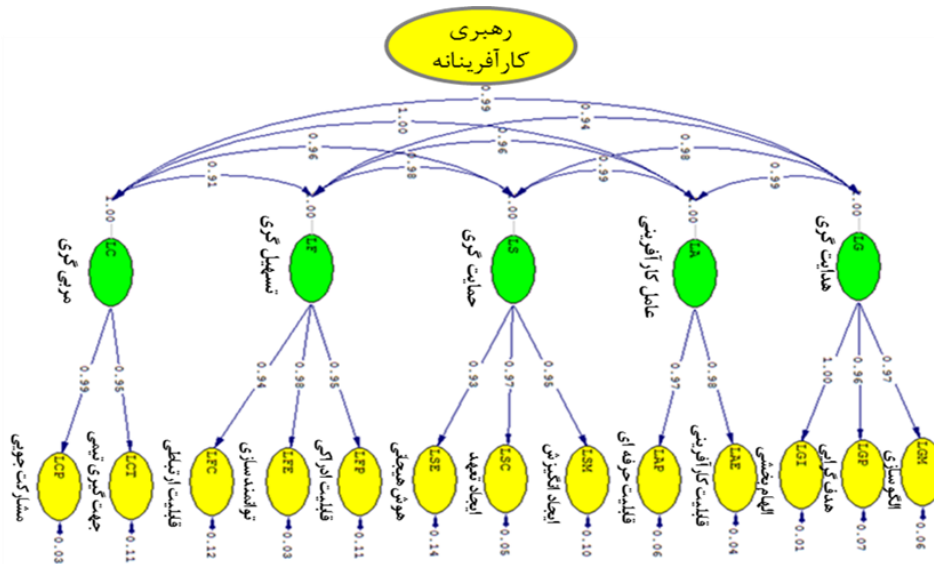 رهبری
کارآفرینانه
0.99
1.00
0.94
0.96
0.96
0.98
0.91
0.98
0.99
0.99
1.00
.00
.00
.00
.00
LC
LF
LS
LA
LG
مربی گری
تسهیل گری
حمایت گری
عامل کارآفرینی
هدایت گری
0.99
0.95
0.94
0.98
0.95
0.93
0.97
0.95
0.97
0.98
1.00
0.96
0.97
LCP
LCT
LFC
LFE
LFP
LSE
LSC
LSM
LAP
LAE
LGI
LGP
LGM
مشارکت جویی
جهت گیری تیمی
قابلیت ارتباطی
توانمندسازی
قابلیت ادراکی
هوش هیجانی
ایجاد تعهد
ایجاد انگیزش
قابلیت حرفه ای
قابلیت کارآفرینی
الهام بخشی
هدف گرایی
الگو سازی
0.03
0.11
0.12
0.03
0.11
0.14
0.05
0.10
0.06
0.04
0.01
0.07
0.06